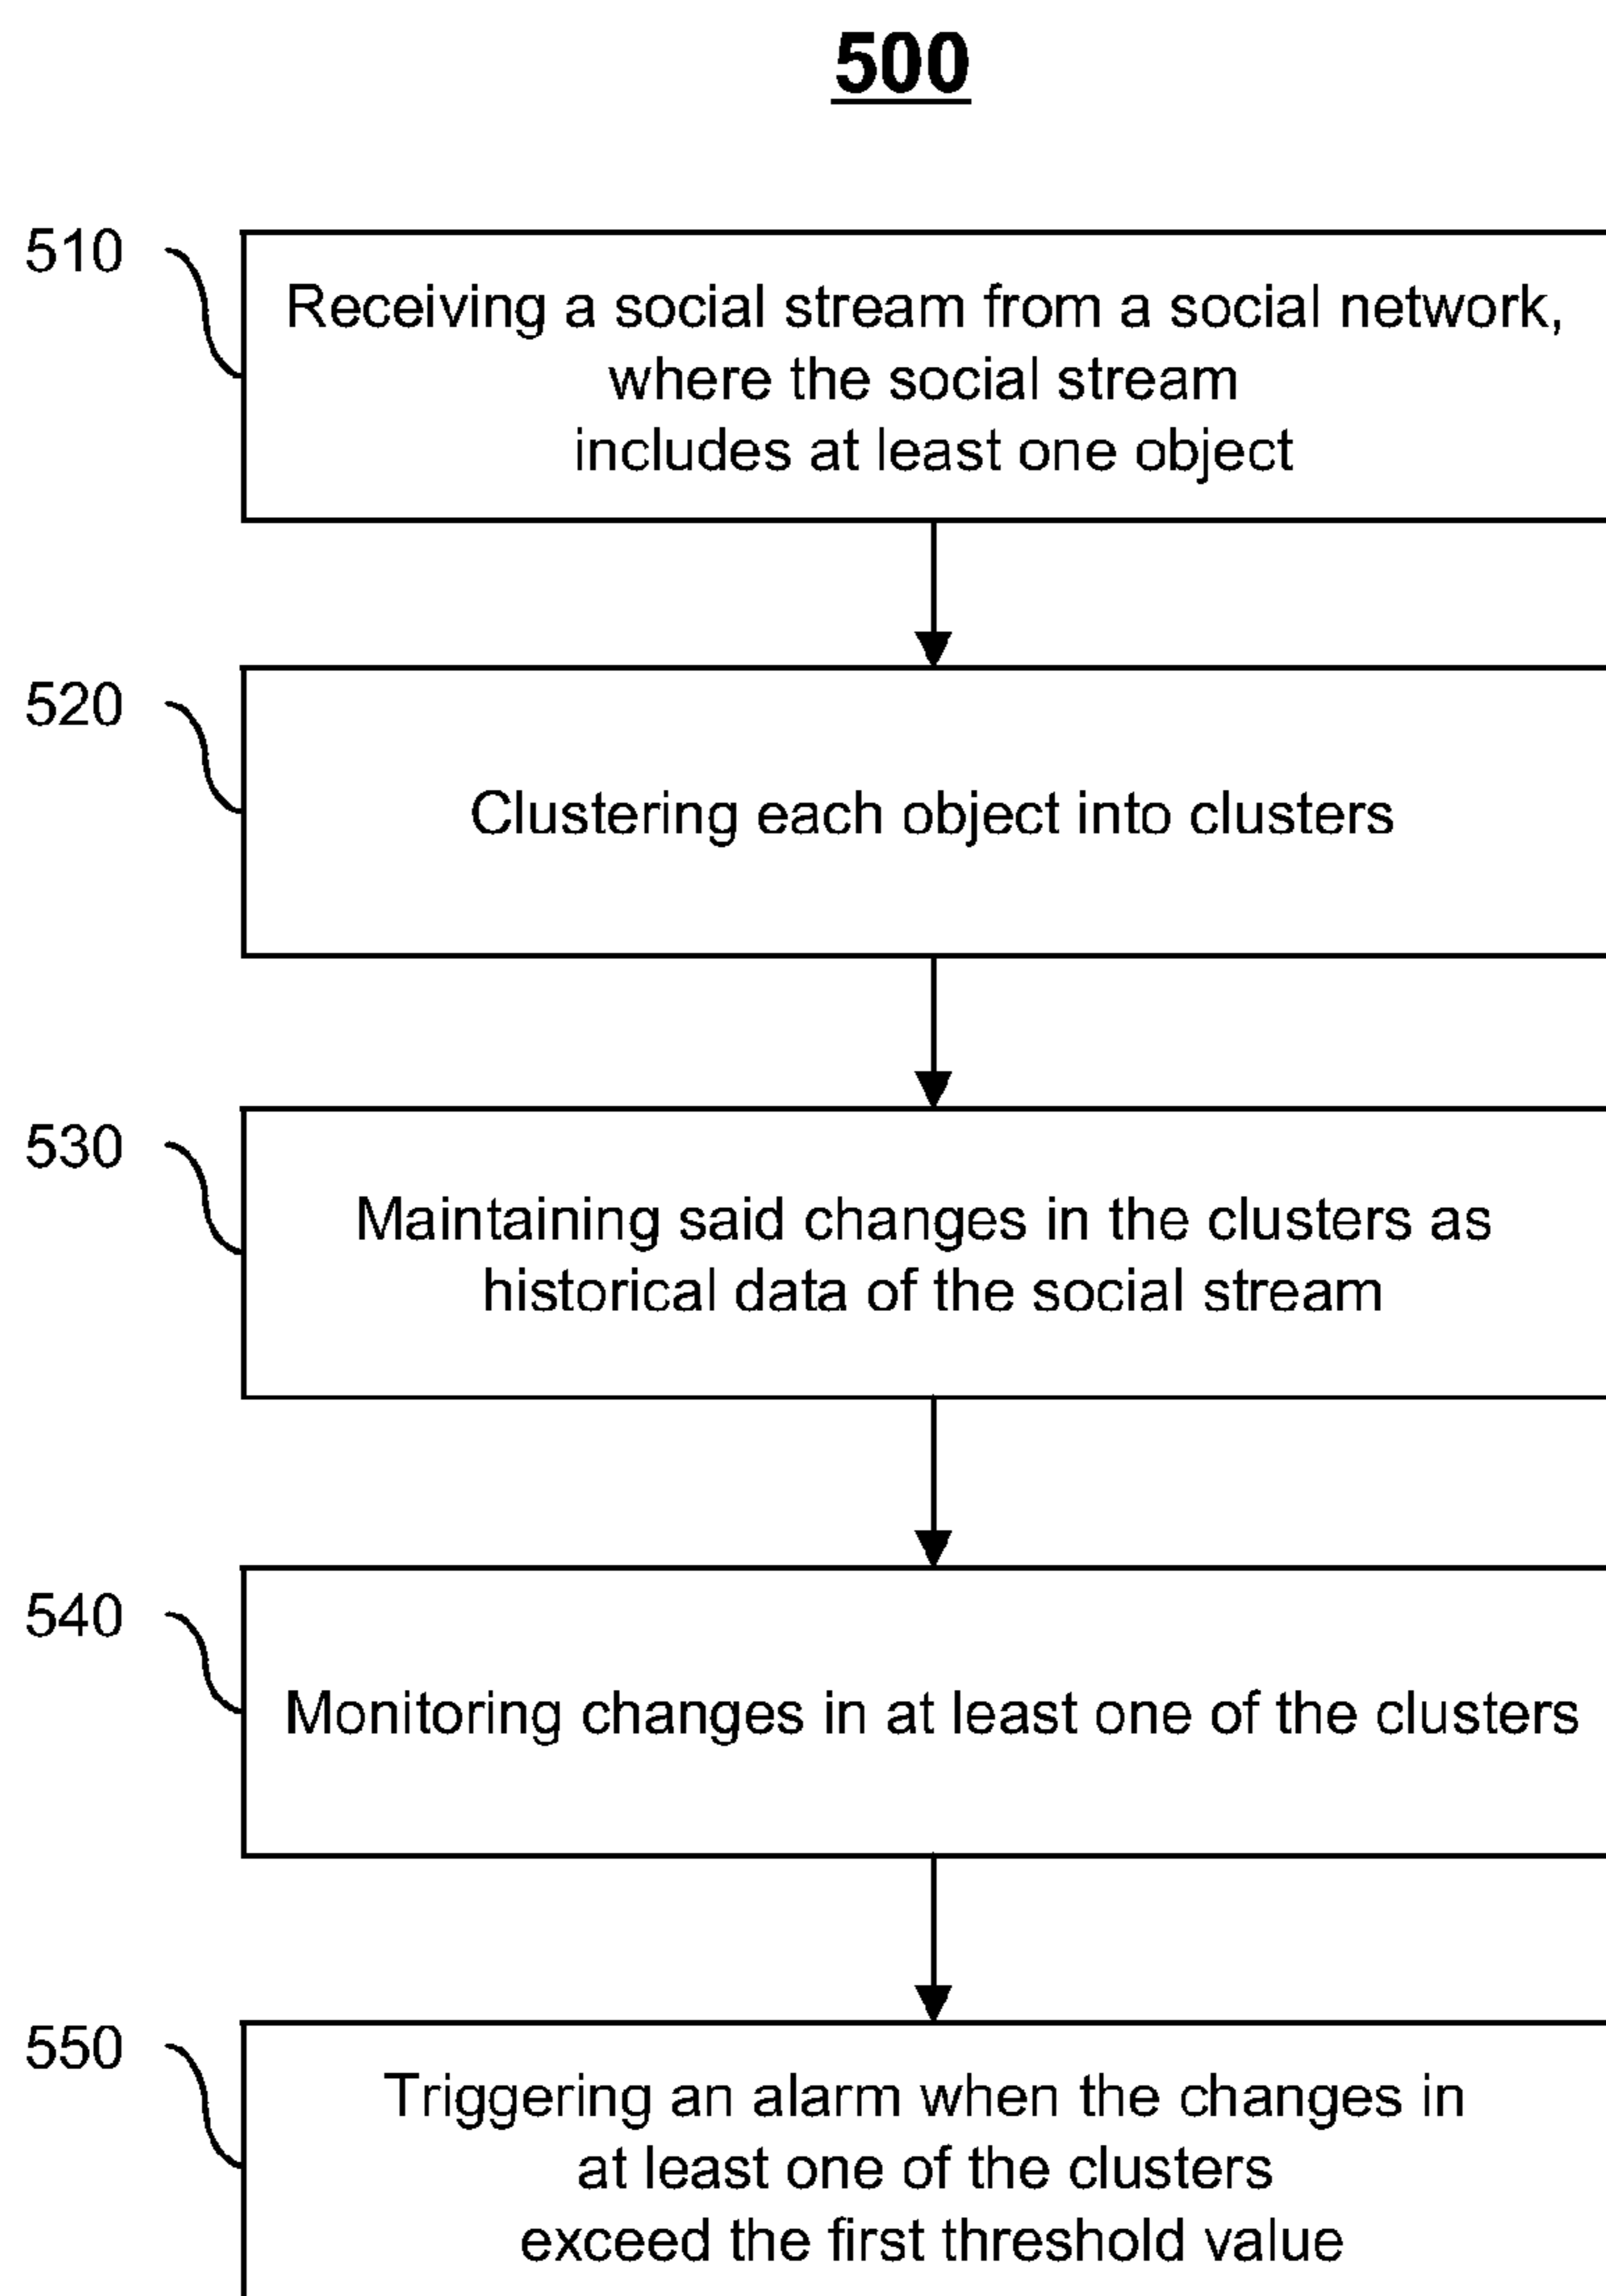 500
510
Receiving a social stream from a social network,
where the social stream
includes at least one object
520
Clustering each object into clusters
530
Maintaining said changes in the clusters as
historical data of the social stream
540
Monitoring changes in at least one of the clusters
550
Triggering an alarm when the changes in
at least one of the clusters
exceed the first threshold value